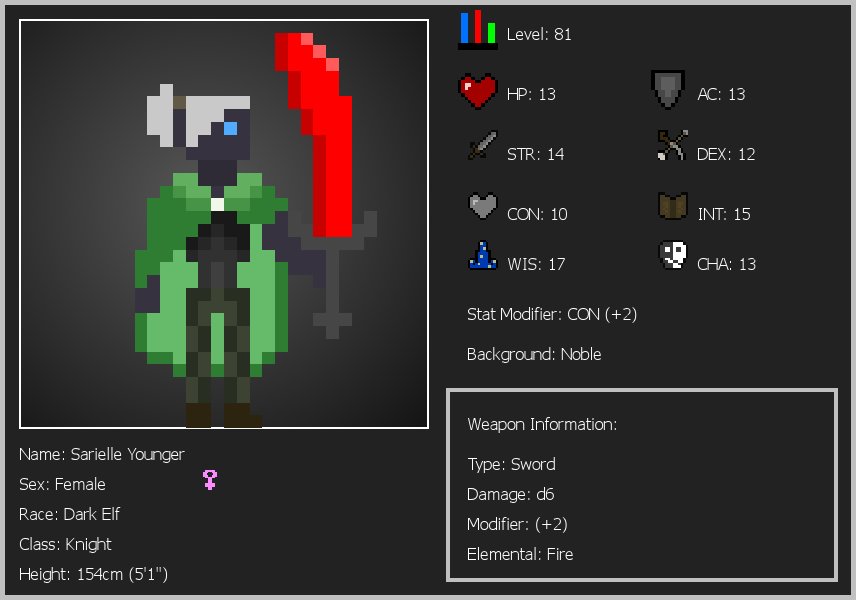 Level: 81
HP: 13
AC: 13
STR: 14
DEX: 12
CON: 10
INT: 15
WIS: 17
CHA: 13
Stat Modifier: CON (+2)
Background: Noble
Weapon Information:
Type: Sword
Damage: d6
Modifier: (+2)
Elemental: Fire
Name: Sarielle Younger
Sex: Female
Race: Dark Elf
Class: Knight
Height: 154cm (5'1")